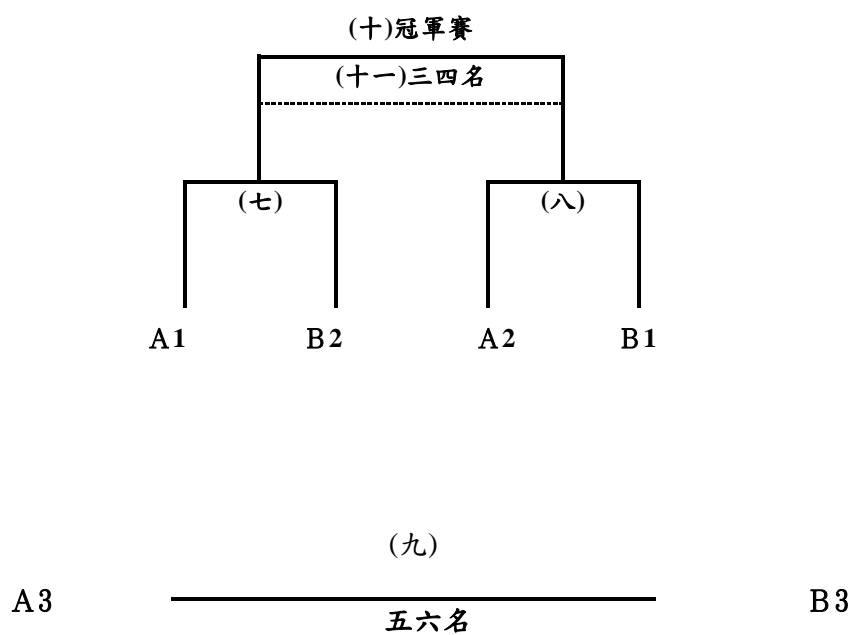 (十)冠軍賽
(十一)三四名
(七) (八)
A1 B2 A2 B1
(九)
A3 B3
五六名